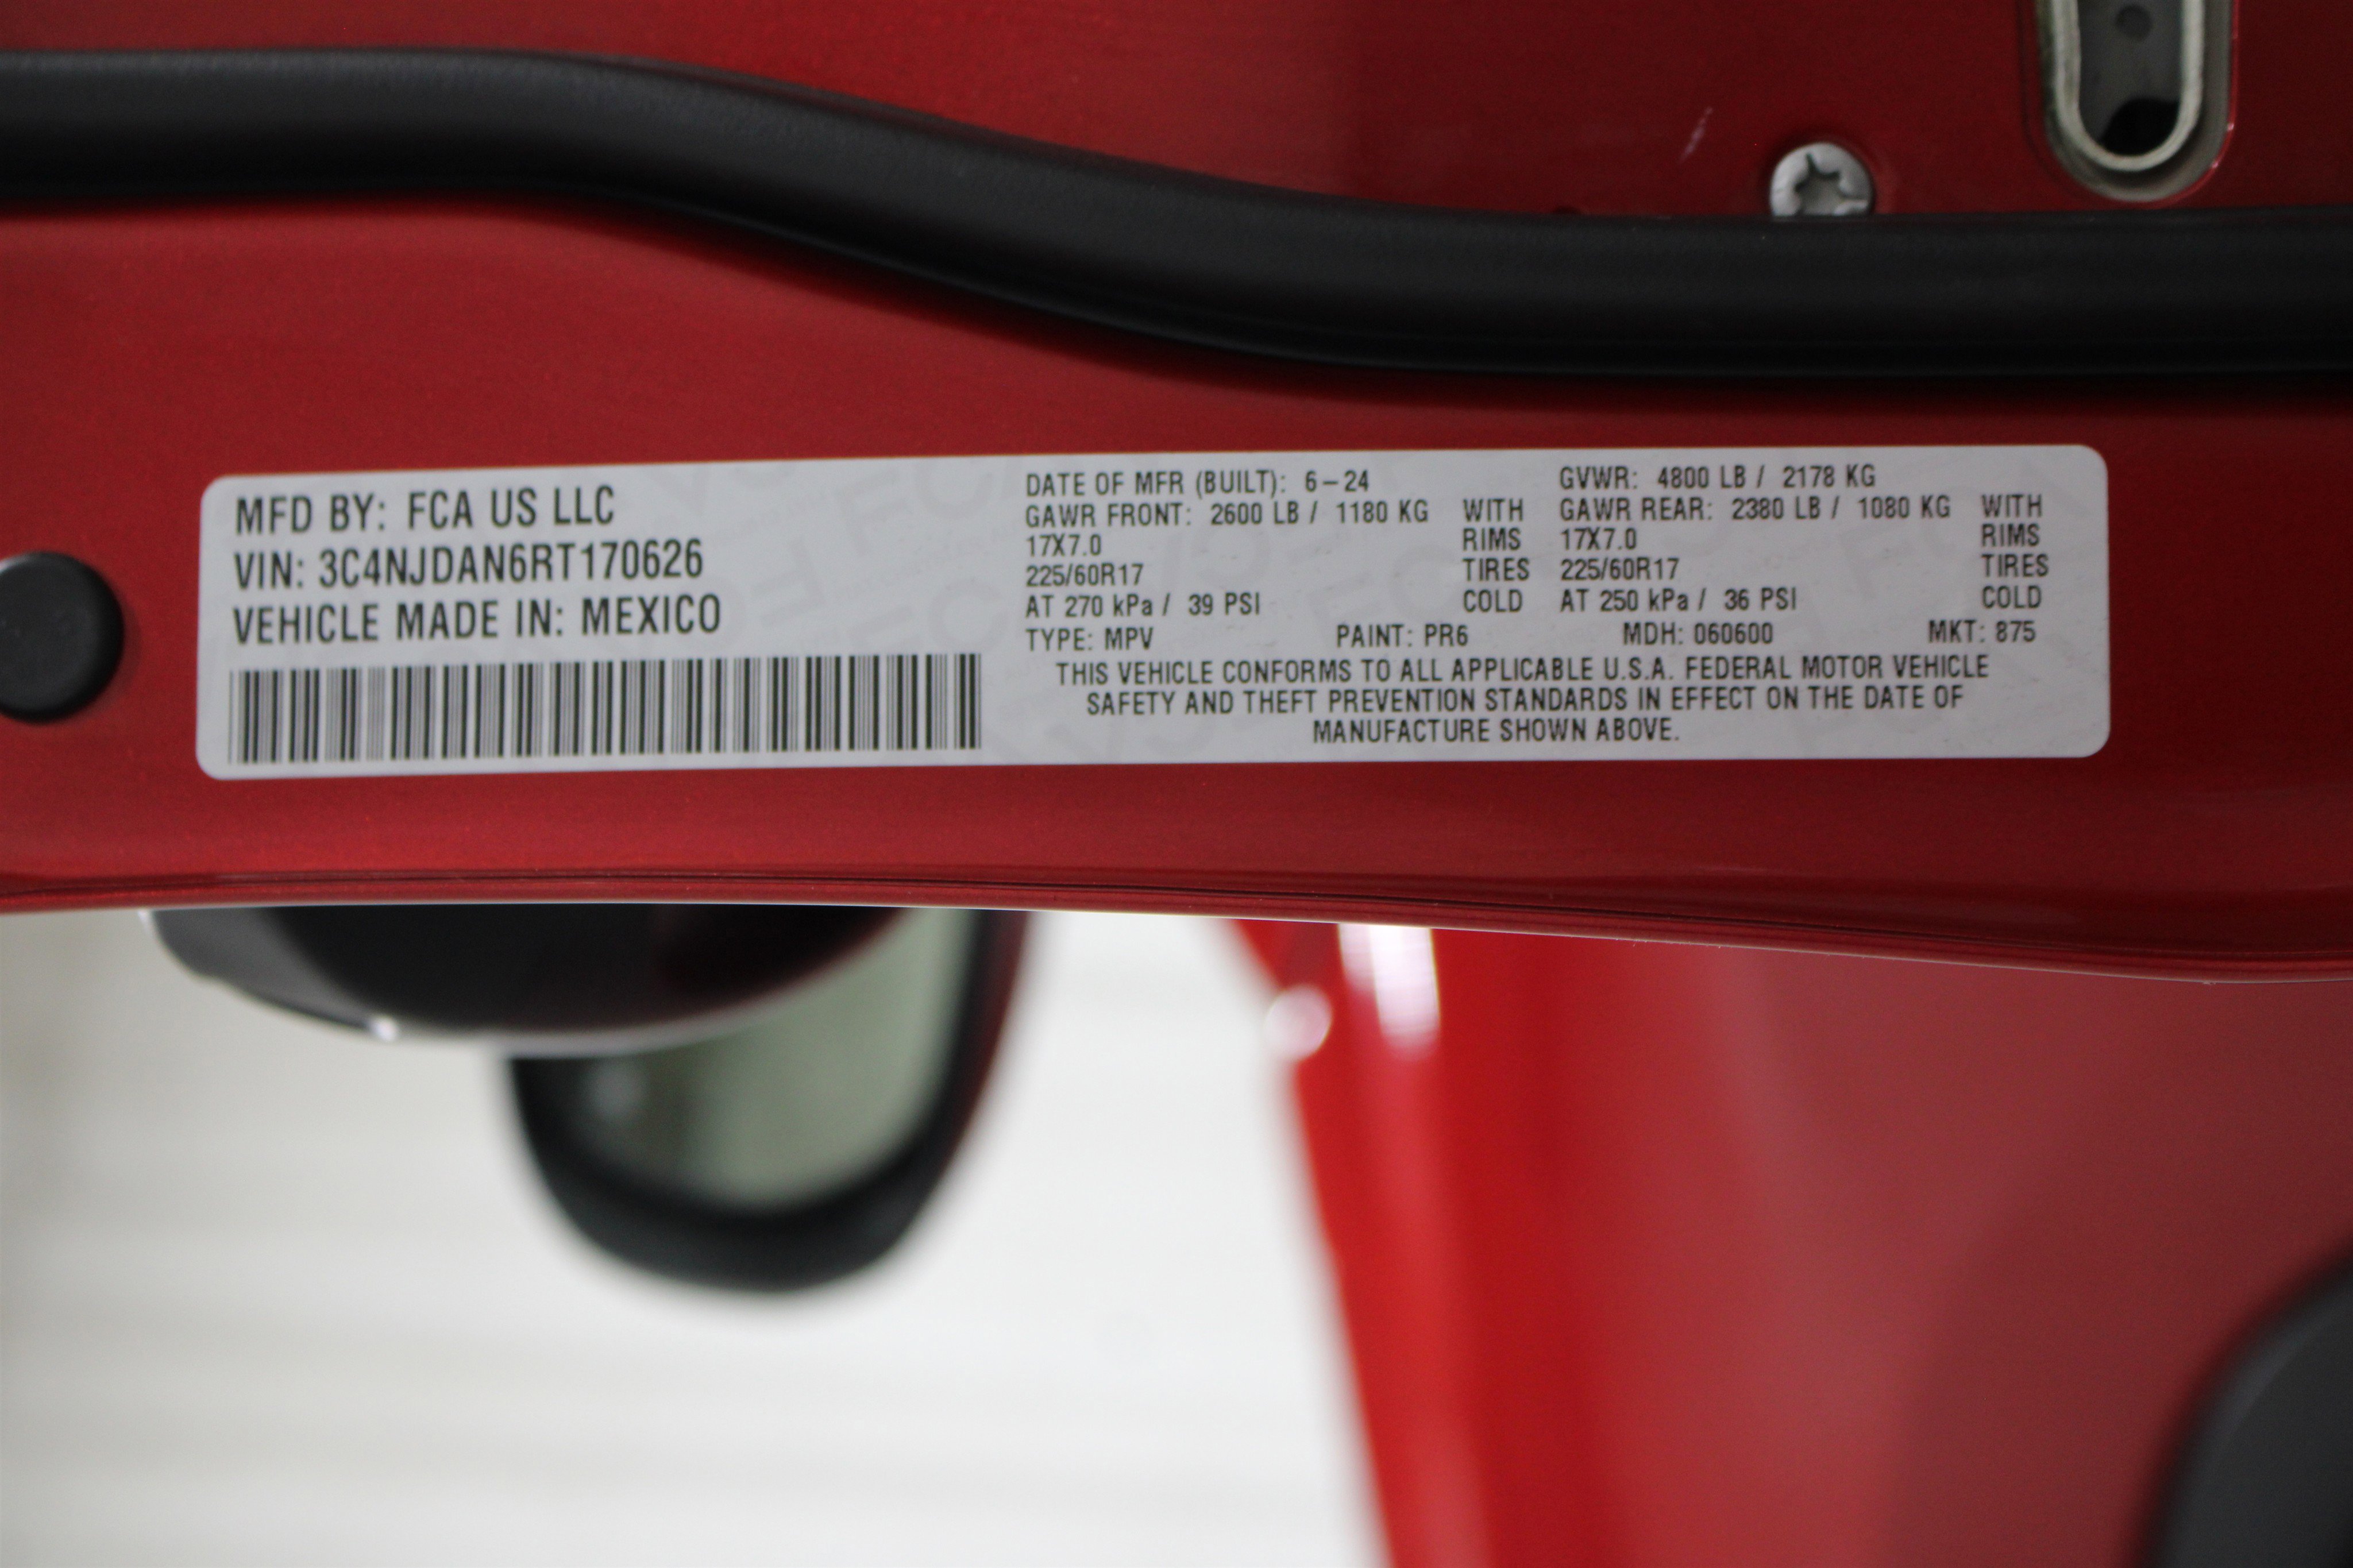 MFD BY: FCA US LLC
VIN: 3C4NJDAN6RT170626
VEHICLE MADE IN: MEXICO
DATE OF MFR (BUILT): 6-24 GVWR: 4800 LB / 2178 KG
GAWR FRONT: 2600 LB / 1180 KG WITH GAWR REAR: 2380 LB / 1080 KG WITH
17X7.0 RIMS 17X7.0 RIMS
225/60R17 TIRES 225/60R17 TIRES
AT 270 kPa / 39 PSI COLD AT 250 kPa / 36 PSI COLD
TYPE: MPV PAINT: PR6 MDH: 060600 MKT: 875
THIS VEHICLE CONFORMS TO ALL APPLICABLE U.S.A. FEDERAL MOTOR VEHICLE
SAFETY AND THEFT PREVENTION STANDARDS IN EFFECT ON THE DATE OF
MANUFACTURE SHOWN ABOVE.